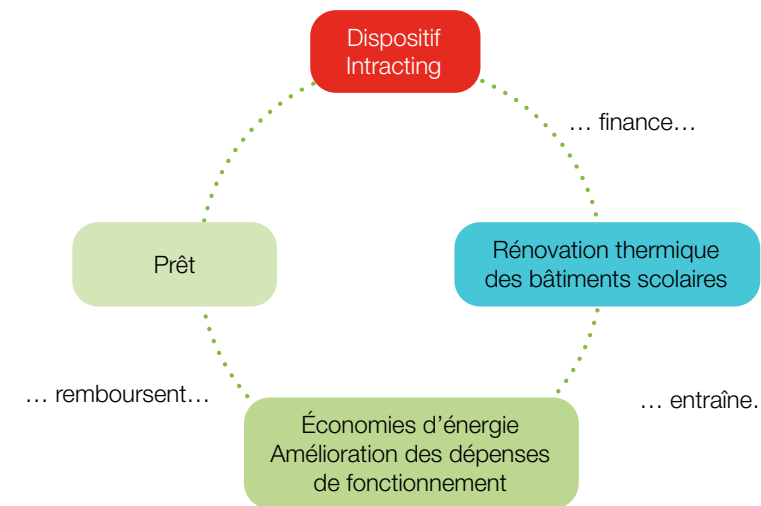 Dispositif
Intracting
… finance…
Rénovation thermique
des bâtiments scolaires
Prêt
… remboursent…
… entraîne.
Économies d’énergie
Amélioration des dépenses
de fonctionnement